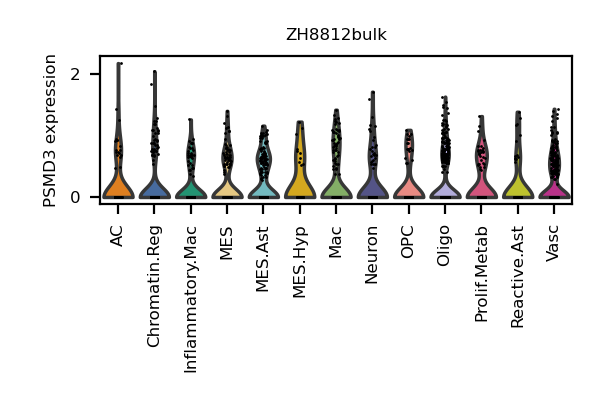 ZH8812bulk
PSMD3 expression
2
0
AC
Chromatin.Reg
Inflammatory.Mac
MES
MES.Ast
MES.Hyp
Mac
Neuron
OPC
Oligo
Prolif.Metab
Reactive.Ast
Vasc